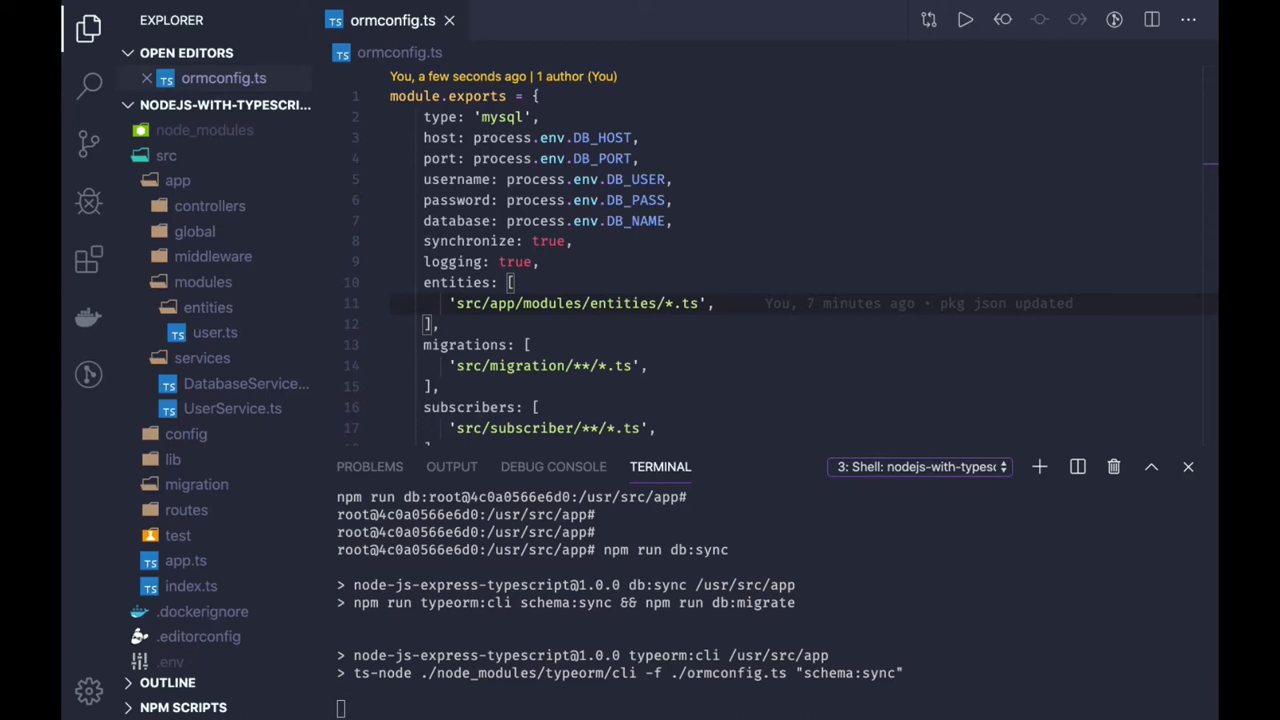 EXPLORER
OPEN EDITORS
ormconfig.ts
NODEJS-WITH-TYPESCRI...
node_modules
src
app
controllers
global
middleware
modules
entities
user.ts
services
DatabaseService...
UserService.ts
config
lib
migration
routes
test
app.ts
index.ts
.dockerignore
.editorconfig
.env
OUTLINE
NPM SCRIPTS
ormconfig.ts
ormconfig.ts
You, a few seconds ago | 1 author (You)
1 module.exports = {
2 type: 'mysql',
3 host: process.env.DB_HOST,
4 port: process.env.DB_PORT,
5 username: process.env.DB_USER,
6 password: process.env.DB_PASS,
7 database: process.env.DB_NAME,
8 synchronize: true,
9 logging: true,
10 entities: [
11 'src/app/modules/entities/*.ts', You, 7 minutes ago • pkg json updated
12 ],
13 migrations: [
14 'src/migration/**/*.ts',
15 ],
16 subscribers: [
17 'src/subscriber/**/*.ts',
PROBLEMS OUTPUT DEBUG CONSOLE TERMINAL 3: Shell: nodejs-with-typesc
npm run db:root@4c0a0566e6d0:/usr/src/app#
root@4c0a0566e6d0:/usr/src/app#
root@4c0a0566e6d0:/usr/src/app#
root@4c0a0566e6d0:/usr/src/app# npm run db:sync
> node-js-express-typescript@1.0.0 db:sync /usr/src/app
> npm run typeorm:cli schema:sync && npm run db:migrate
> node-js-express-typescript@1.0.0 typeorm:cli /usr/src/app
> ts-node ./node_modules/typeorm/cli -f ./ormconfig.ts "schema:sync"